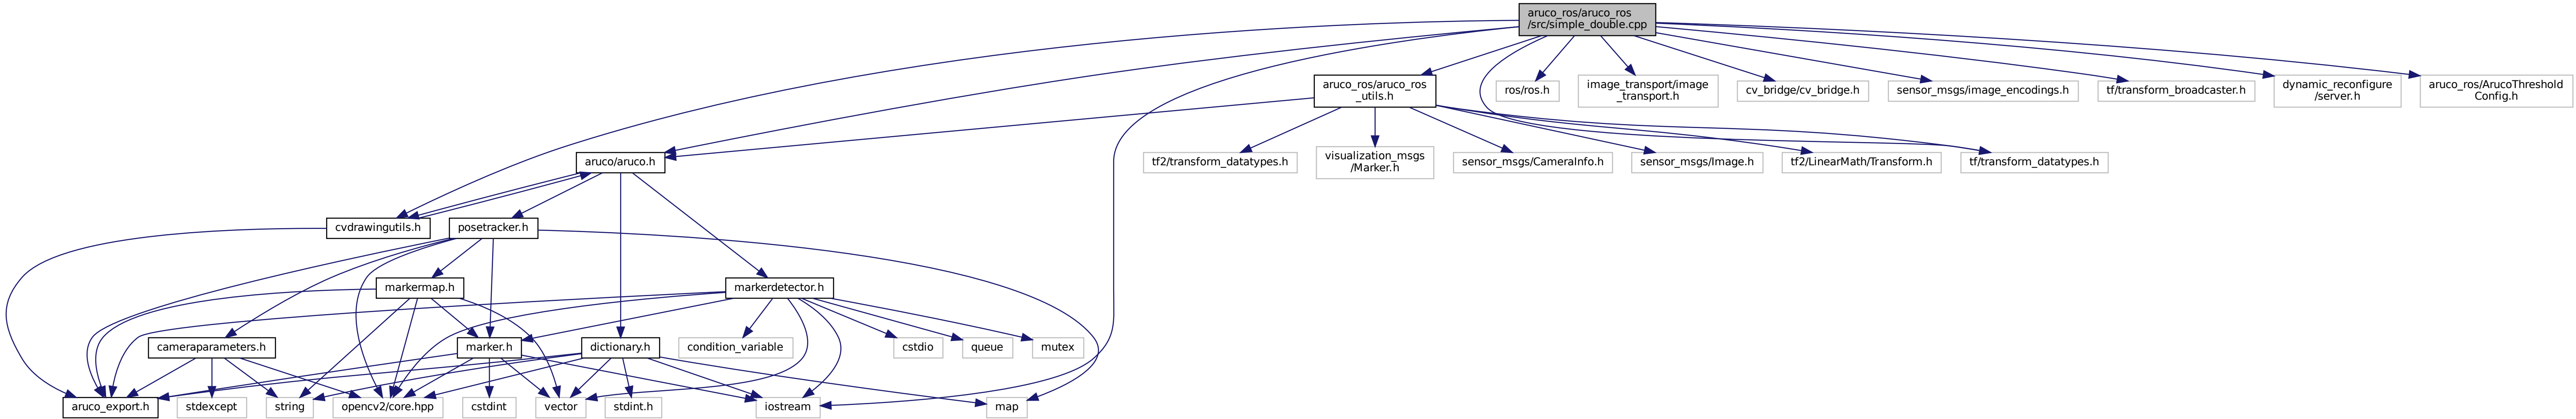 aruco_ros/aruco_ros
/src/simple_double.cpp
aruco_ros/aruco_ros
_utils.h
ros/ros.h
image_transport/image
_transport.h
cv_bridge/cv_bridge.h
sensor_msgs/image_encodings.h
tf/transform_broadcaster.h
dynamic_reconfigure
/server.h
aruco_ros/ArucoThreshold
Config.h
aruco/aruco.h
tf2/transform_datatypes.h
visualization_msgs
/Marker.h
sensor_msgs/CameraInfo.h
sensor_msgs/Image.h
tf2/LinearMath/Transform.h
tf/transform_datatypes.h
cvdrawingutils.h
posetracker.h
markermap.h
markerdetector.h
cameraparameters.h
marker.h
dictionary.h
condition_variable
cstdio
queue
mutex
aruco_export.h
stdexcept
string
opencv2/core.hpp
cstdint
vector
stdint.h
iostream
map